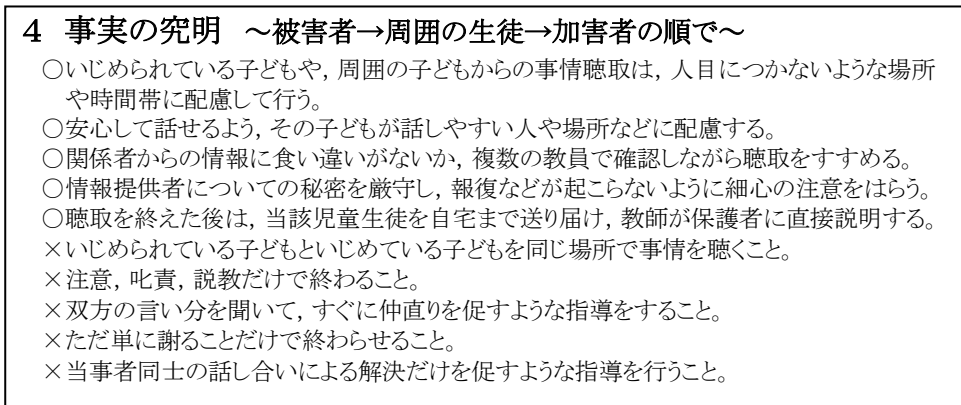 4 事実の究明 ～被害者→周囲の生徒→加害者の順で～
○いじめられている子どもや，周囲の子どもからの事情聴取は，人目につかないような場所
や時間帯に配慮して行う。
○安心して話せるよう，その子どもが話しやすい人や場所などに配慮する。
○関係者からの情報に食い違いがないか，複数の教員で確認しながら聴取をすすめる。
○情報提供者についての秘密を厳守し，報復などが起こらないように細心の注意をはらう。
○聴取を終えた後は，当該児童生徒を自宅まで送り届け，教師が保護者に直接説明する。
×いじめられている子どもといじめている子どもを同じ場所で事情を聴くこと。
×注意，叱責，説教だけで終わること。
×双方の言い分を聞いて，すぐに仲直りを促すような指導をすること。
×ただ単に謝ることだけで終わらせること。
×当事者同士の話し合いによる解決だけを促すような指導を行うこと。